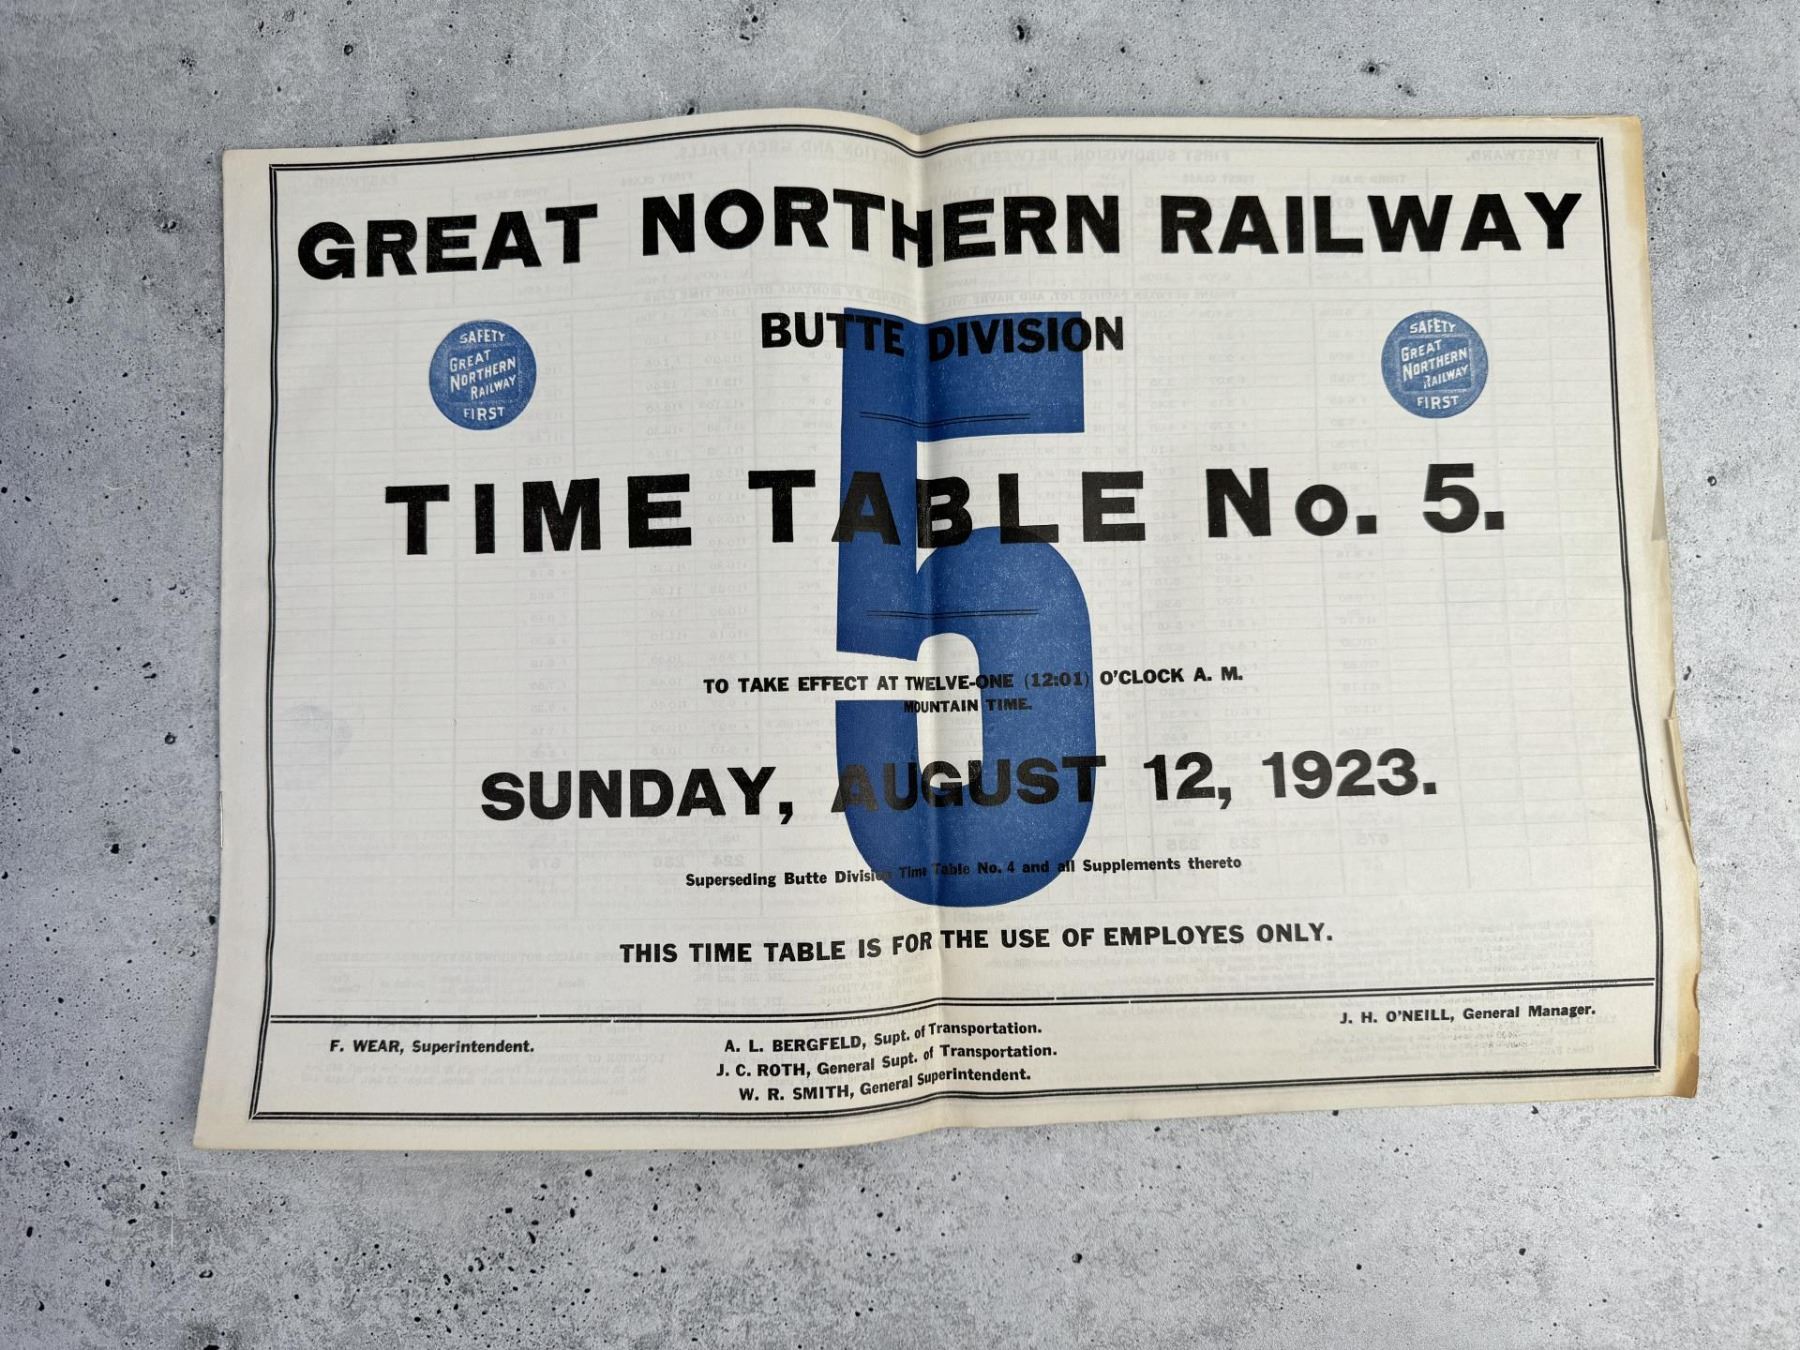 GREAT NORTHERN RAILWAY
BUTTE DIVISION
SAFETY
GREAT
NORTHERN
RAILWAY
FIRST
SAFETY
GREAT
NORTHERN
RAILWAY
FIRST
5
TIME TABLE No. 5.
TO TAKE EFFECT AT TWELVE-ONE (12:01) O'CLOCK A. M.
MOUNTAIN TIME.
SUNDAY, AUGUST 12, 1923.
Superseding Butte Division Time Table No. 4 and all Supplements thereto
THIS TIME TABLE IS FOR THE USE OF EMPLOYES ONLY.
F. WEAR, Superintendent.
A. L. BERGFELD, Supt. of Transportation.
J. C. ROTH, General Supt. of Transportation.
W. R. SMITH, General Superintendent.
J. H. O'NEILL, General Manager.